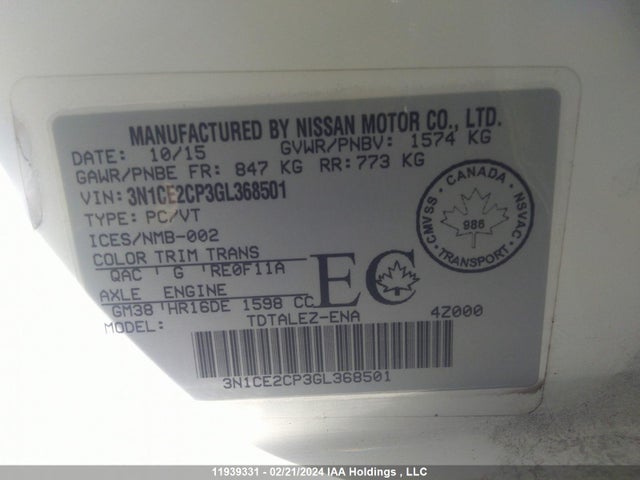 MANUFACTURED BY NISSAN MOTOR CO., LTD.
DATE: 10/15 GVWR/PNBV: 1574 KG
GAWR/PNBE FR: 847 KG RR: 773 KG
VIN: 3N1CE2CP3GL368501
TYPE: PC/VT
ICES/NMB-002
COLOR TRIM TRANS
QAC G RE0F11A
AXLE ENGINE
GM38 HR16DE 1598 CC
MODEL: TDTALEZ-ENA 4Z000
3N1CE2CP3GL368501
EC
CANADA
CMVSS 986 NSVAC
TRANSPORT
11939331 - 02/21/2024 IAA Holdings , LLC